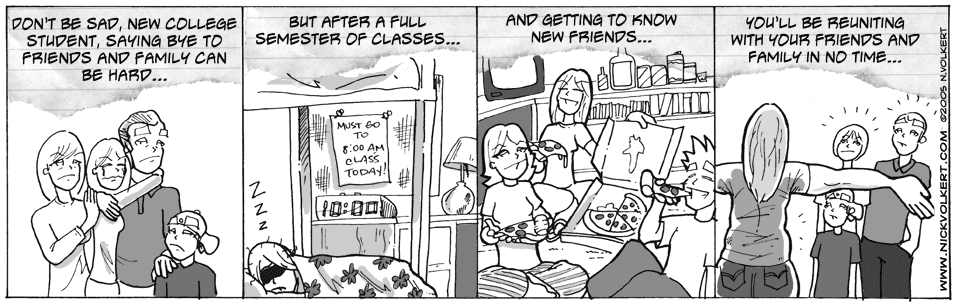 DON'T BE SAD, NEW COLLEGE
STUDENT, SAYING BYE TO
FRIENDS AND FAMILY CAN
BE HARD...
BUT AFTER A FULL
SEMESTER OF CLASSES...
MUST GO
TO
8:00 AM
CLASS
TODAY!
10:00
Z
Z
Z
Z
AND GETTING TO KNOW
NEW FRIENDS...
YOU'LL BE REUNITING
WITH YOUR FRIENDS AND
FAMILY IN NO TIME...
WWW.NICKVOLKERT.COM ©2005 N.VOLKERT